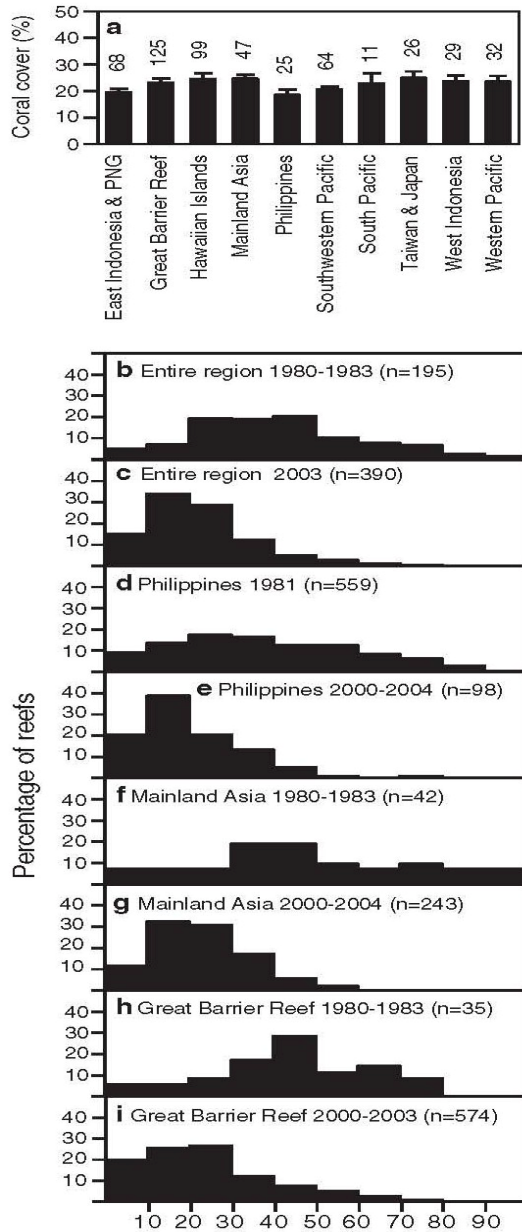 50
a
40
30
20
10
0
Coral cover (%)
68
125
99
47
25
64
11
26
29
32
East Indonesia & PNG
Great Barrier Reef
Hawaiian Islands
Mainland Asia
Philippines
Southwestern Pacific
South Pacific
Taiwan & Japan
West Indonesia
Western Pacific
Percentage of reefs
b Entire region 1980-1983 (n=195)
40
30
20
10
c Entire region 2003 (n=390)
40
30
20
10
d Philippines 1981 (n=559)
40
30
20
10
e Philippines 2000-2004 (n=98)
40
30
20
10
f Mainland Asia 1980-1983 (n=42)
40
30
20
10
g Mainland Asia 2000-2004 (n=243)
40
30
20
10
h Great Barrier Reef 1980-1983 (n=35)
40
30
20
10
i Great Barrier Reef 2000-2003 (n=574)
40
30
20
10
10 20 30 40 50 60 70 80 90